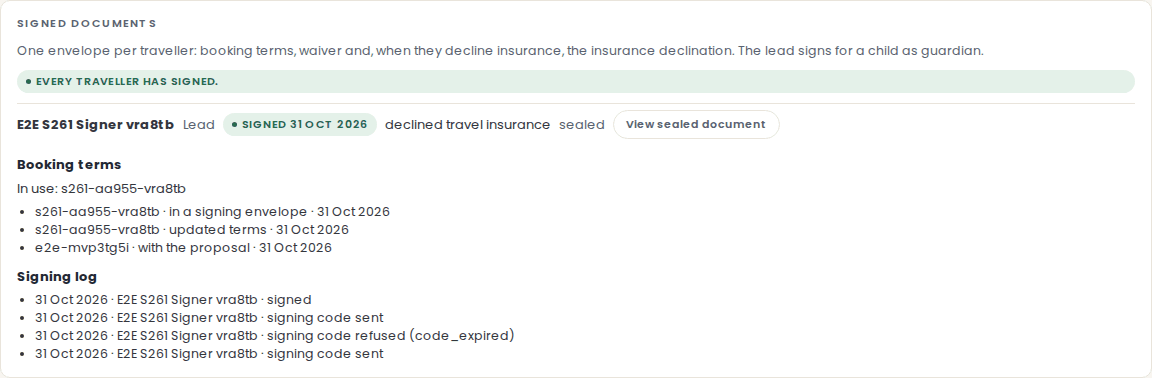 SIGNED DOCUMENTS
One envelope per traveller: booking terms, waiver and, when they decline insurance, the insurance declination. The lead signs for a child as guardian.
• EVERY TRAVELLER HAS SIGNED.
E2E S261 Signer vra8tb Lead • SIGNED 31 OCT 2026 declined travel insurance sealed View sealed document
Booking terms
In use: s261-aa955-vra8tb
• s261-aa955-vra8tb · in a signing envelope · 31 Oct 2026
• s261-aa955-vra8tb · updated terms · 31 Oct 2026
• e2e-mvp3tg5i · with the proposal · 31 Oct 2026
Signing log
• 31 Oct 2026 · E2E S261 Signer vra8tb · signed
• 31 Oct 2026 · E2E S261 Signer vra8tb · signing code sent
• 31 Oct 2026 · E2E S261 Signer vra8tb · signing code refused (code_expired)
• 31 Oct 2026 · E2E S261 Signer vra8tb · signing code sent